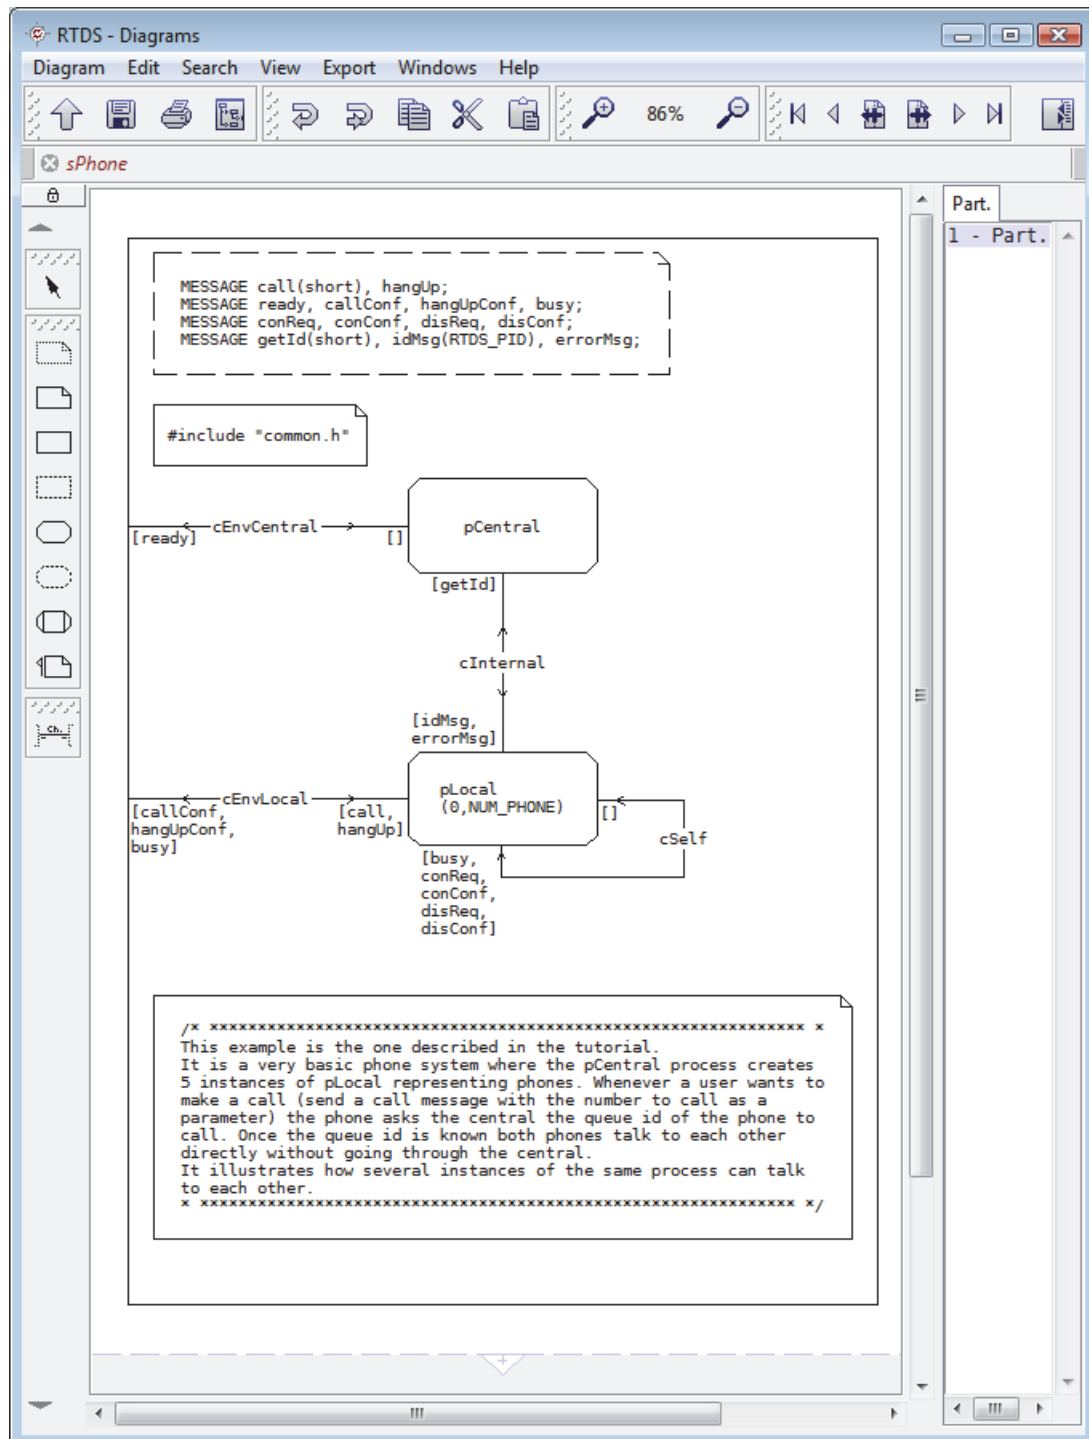 RTDS - Diagrams
Diagram Edit Search View Export Windows Help
86%
sPhone
Part.
1 - Part.
MESSAGE call(short), hangUp;
MESSAGE ready, callConf, hangUpConf, busy;
MESSAGE conReq, conConf, disReq, disConf;
MESSAGE getId(short), idMsg(RTDS_PID), errorMsg;
#include "common.h"
cEnvCentral
pCentral
[ready]
[]
[getId]
cInternal
[idMsg,
errorMsg]
cEnvLocal
pLocal
(0,NUM_PHONE)
[callConf,
hangUpConf,
busy]
[call,
hangUp]
[]
cSelf
[busy,
conReq,
conConf,
disReq,
disConf]
/* ************************************************************** *
This example is the one described in the tutorial.
It is a very basic phone system where the pCentral process creates
5 instances of pLocal representing phones. Whenever a user wants to
make a call (send a call message with the number to call as a
parameter) the phone asks the central the queue id of the phone to
call. Once the queue id is known both phones talk to each other
directly without going through the central.
It illustrates how several instances of the same process can talk
to each other.
* ************************************************************** */
Ch.